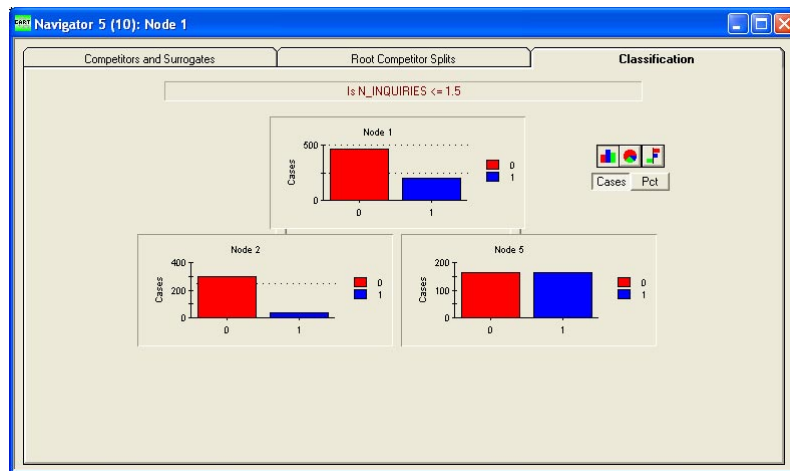 CART
Navigator 5 (10): Node 1
Competitors and Surrogates
Root Competitor Splits
Classification
Is N_INQUIRIES <= 1.5
Node 1
Cases
500
0
0
1
0
1
Cases
Pct
Node 2
Cases
400
200
0
0
1
0
1
Node 5
Cases
200
100
0
0
1
0
1